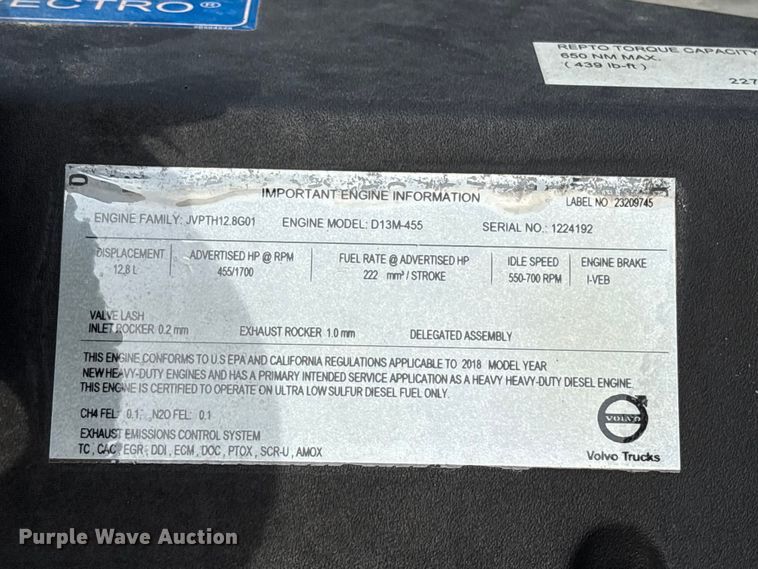 ECTRO®
REPTO TORQUE CAPACITY
650 NM MAX.
( 439 lb-ft )
227
IMPORTANT ENGINE INFORMATION
LABEL NO 23209745
ENGINE FAMILY: JVPTH12.8G01 ENGINE MODEL: D13M-455 SERIAL NO.: 1224192
DISPLACEMENT ADVERTISED HP @ RPM FUEL RATE @ ADVERTISED HP IDLE SPEED ENGINE BRAKE
12,8 L 455/1700 222 mm³ / STROKE 550-700 RPM I-VEB
VALVE LASH
INLET ROCKER 0.2 mm EXHAUST ROCKER 1.0 mm DELEGATED ASSEMBLY
THIS ENGINE CONFORMS TO U.S EPA AND CALIFORNIA REGULATIONS APPLICABLE TO 2018 MODEL YEAR
NEW HEAVY-DUTY ENGINES AND HAS A PRIMARY INTENDED SERVICE APPLICATION AS A HEAVY HEAVY-DUTY DIESEL ENGINE.
THIS ENGINE IS CERTIFIED TO OPERATE ON ULTRA LOW SULFUR DIESEL FUEL ONLY.
CH4 FEL: 0.1, N2O FEL: 0.1
EXHAUST EMISSIONS CONTROL SYSTEM
TC , CAC, EGR, DDI , ECM , DOC , PTOX , SCR-U , AMOX
VOLVO
Volvo Trucks
Purple Wave Auction